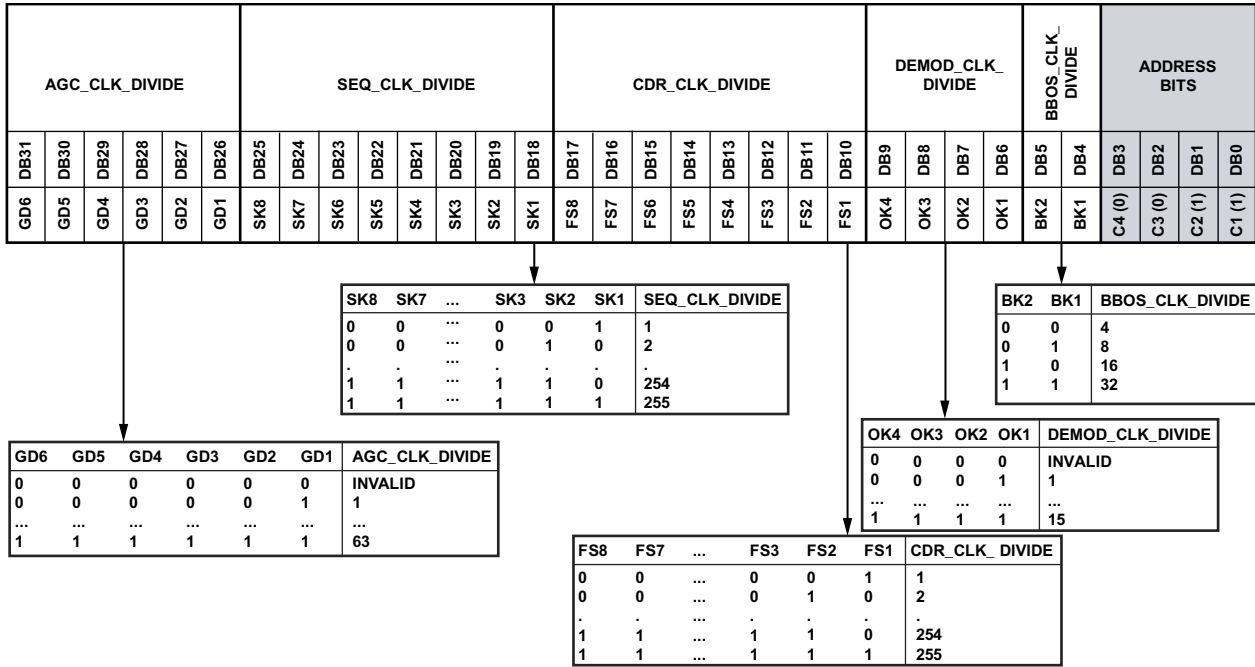 AGC_CLK_DIVIDE SEQ_CLK_DIVIDE CDR_CLK_DIVIDE DEMOD_CLK_ DIVIDE BBOS_CLK_ DIVIDE ADDRESS BITS
DB31 DB30 DB29 DB28 DB27 DB26 DB25 DB24 DB23 DB22 DB21 DB20 DB19 DB18 DB17 DB16 DB15 DB14 DB13 DB12 DB11 DB10 DB9 DB8 DB7 DB6 DB5 DB4 DB3 DB2 DB1 DB0
GD6 GD5 GD4 GD3 GD2 GD1 SK8 SK7 SK6 SK5 SK4 SK3 SK2 SK1 FS8 FS7 FS6 FS5 FS4 FS3 FS2 FS1 OK4 OK3 OK2 OK1 BK2 BK1 C4 (0) C3 (0) C2 (1) C1 (1)
SK8 SK7 ... SK3 SK2 SK1 SEQ_CLK_DIVIDE
0 0 ... 0 0 1 1
0 0 ... 0 1 0 2
. . ... . . . .
1 1 ... 1 1 0 254
1 1 ... 1 1 1 255
BK2 BK1 BBOS_CLK_DIVIDE
0 0 4
0 1 8
1 0 16
1 1 32
GD6 GD5 GD4 GD3 GD2 GD1 AGC_CLK_DIVIDE
0 0 0 0 0 0 INVALID
0 0 0 0 0 1 1
... ... ... ... ... ... ...
1 1 1 1 1 1 63
OK4 OK3 OK2 OK1 DEMOD_CLK_DIVIDE
0 0 0 0 INVALID
0 0 0 1 1
... ... ... ... ...
1 1 1 1 15
FS8 FS7 ... FS3 FS2 FS1 CDR_CLK_ DIVIDE
0 0 ... 0 0 1 1
0 0 ... 0 1 0 2
. . ... . . . .
1 1 ... 1 1 0 254
1 1 ... 1 1 1 255